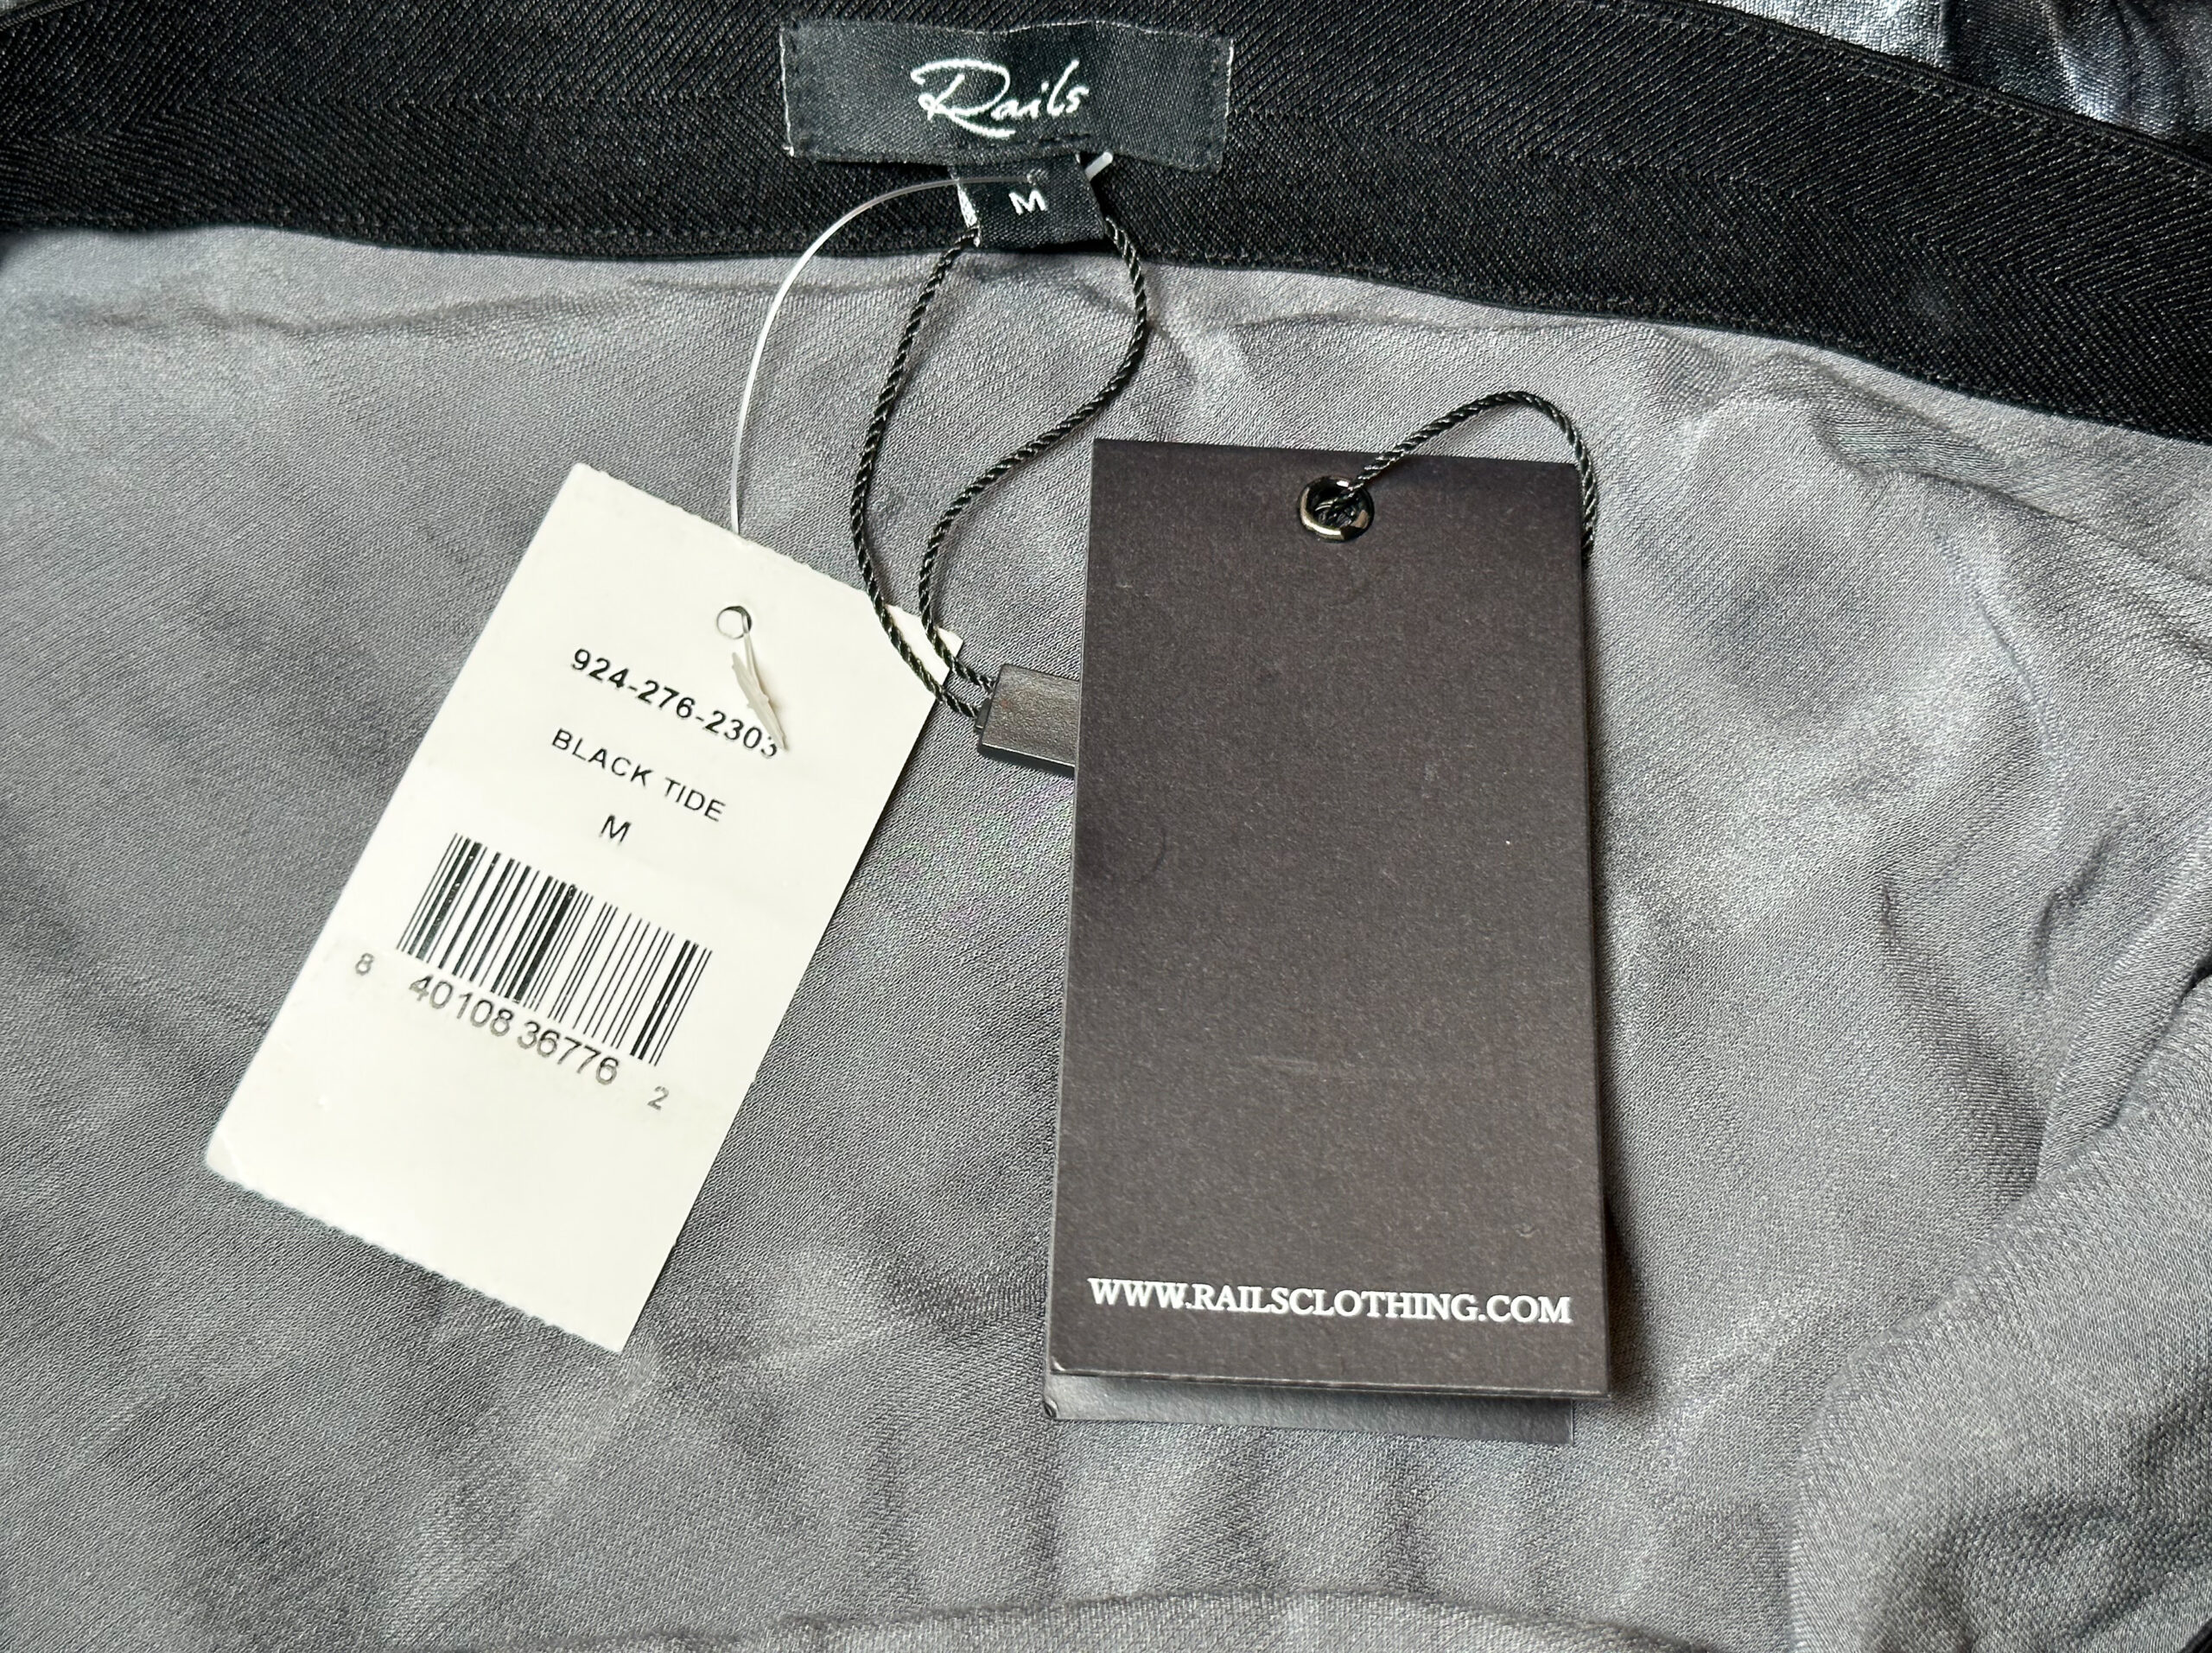 Rails
M
924-276-2303
BLACK TIDE
M
8 40108 36776 2
WWW.RAILSCLOTHING.COM